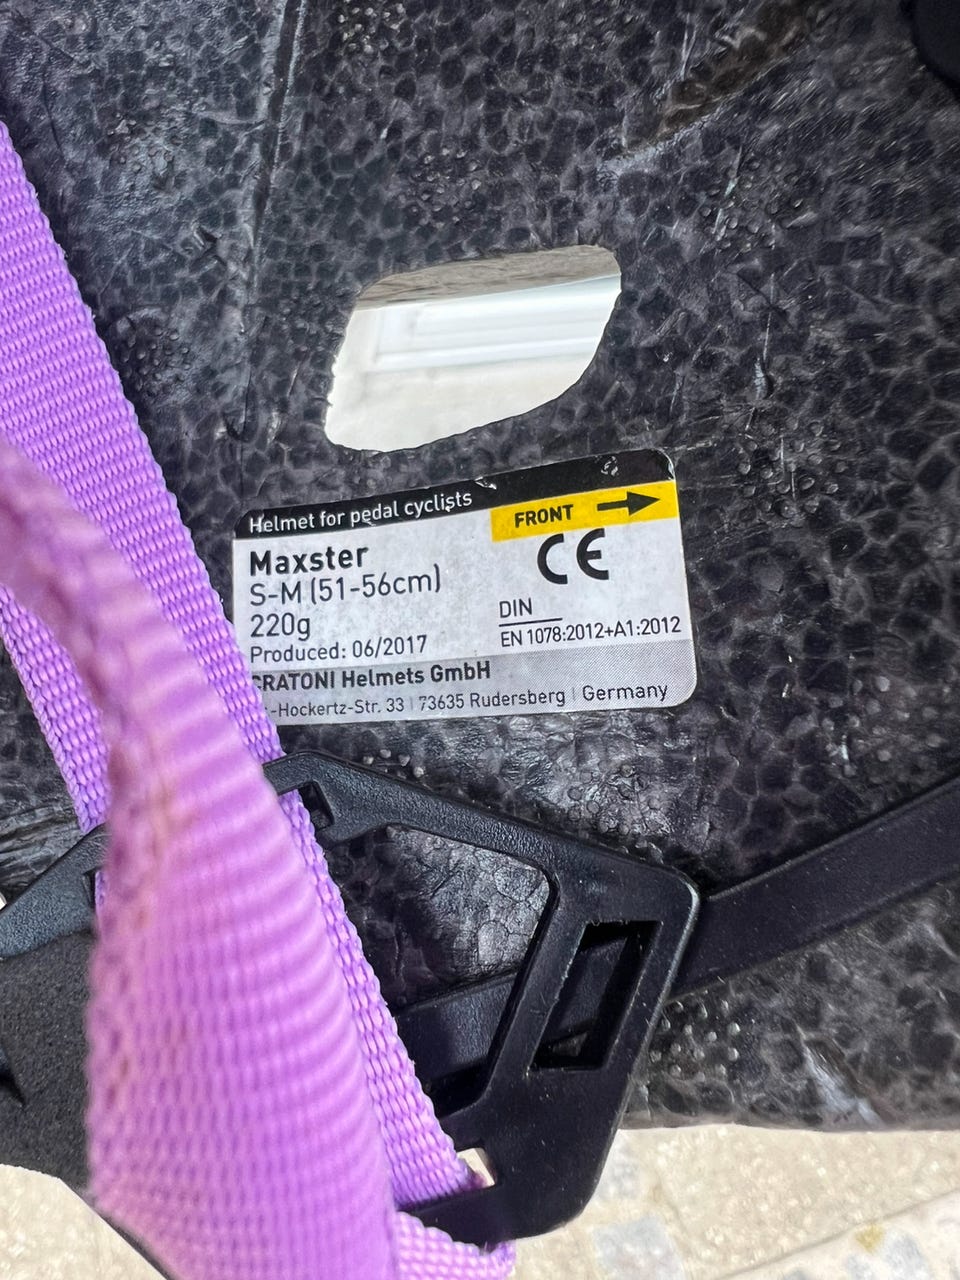 Helmet for pedal cyclists
FRONT
Maxster
CE
S-M (51-56cm)
220g
DIN
EN 1078:2012+A1:2012
Produced: 06/2017
CRATONI Helmets GmbH
-Hockertz-Str. 33 | 73635 Rudersberg | Germany